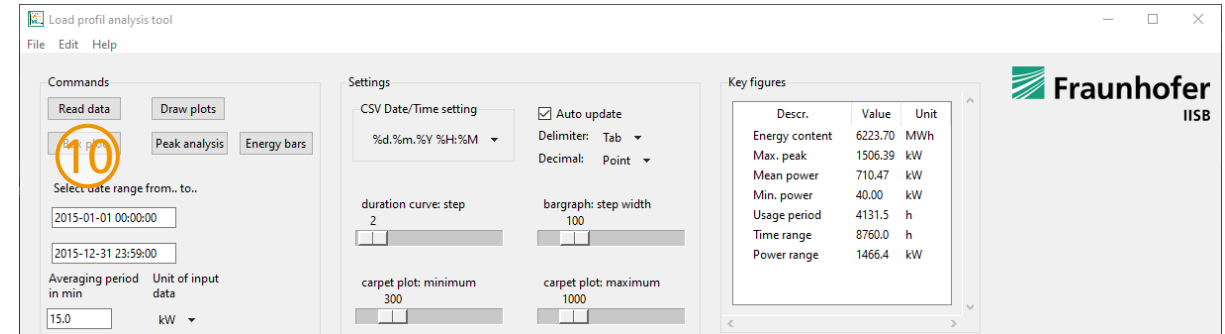 Load profil analysis tool
File Edit Help
Commands
Read data Draw plots
10
Peak analysis Energy bars
Select date range from.. to..
2015-01-01 00:00:00
2015-12-31 23:59:00
Averaging period in min
Unit of input data
15.0
kW
Settings
CSV Date/Time setting
%d.%m.%Y %H:%M
Auto update
Delimiter: Tab
Decimal: Point
duration curve: step
2
bargraph: step width
100
carpet plot: minimum
300
carpet plot: maximum
1000
Key figures
Descr. Value Unit
Energy content 6223.70 MWh
Max. peak 1506.39 kW
Mean power 710.47 kW
Min. power 40.00 kW
Usage period 4131.5 h
Time range 8760.0 h
Power range 1466.4 kW
Fraunhofer
IISB